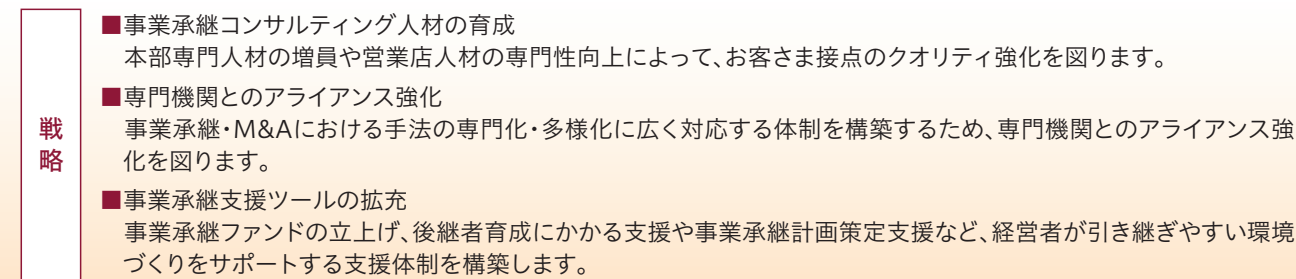 戦略
■事業承継コンサルティング人材の育成
本部専門人材の増員や営業店人材の専門性向上によって、お客さま接点のクオリティ強化を図ります。
■専門機関とのアライアンス強化
事業承継・M&Aにおける手法の専門化・多様化に広く対応する体制を構築するため、専門機関とのアライアンス強
化を図ります。
■事業承継支援ツールの拡充
事業承継ファンドの立上げ、後継者育成にかかる支援や事業承継計画策定支援など、経営者が引き継ぎやすい環境
づくりをサポートする支援体制を構築します。